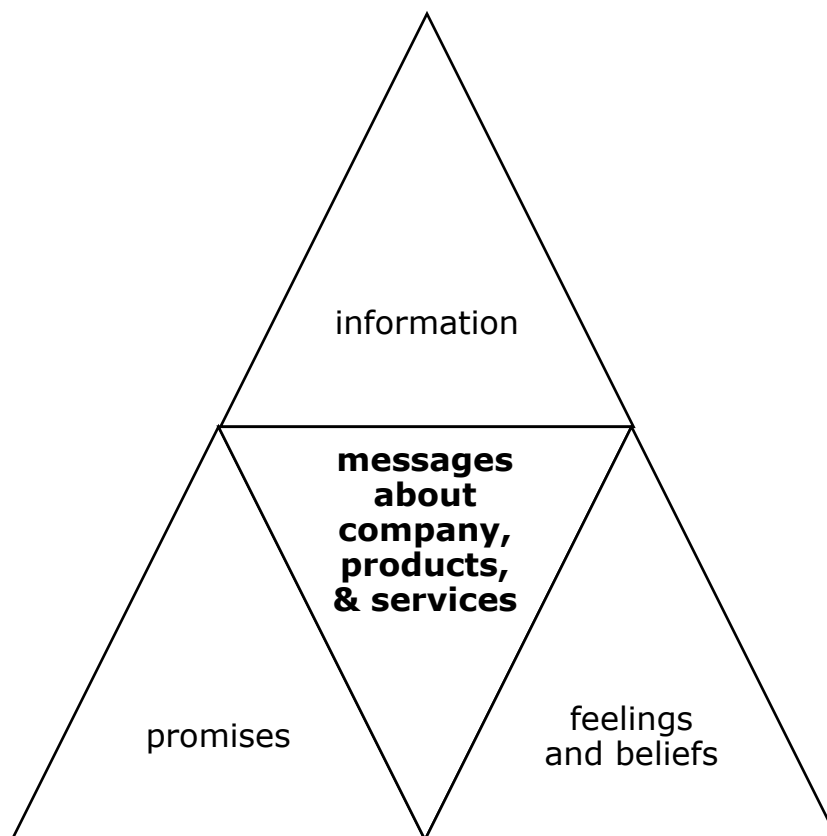 information
messages
about
company,
products,
& services
promises
feelings
and beliefs